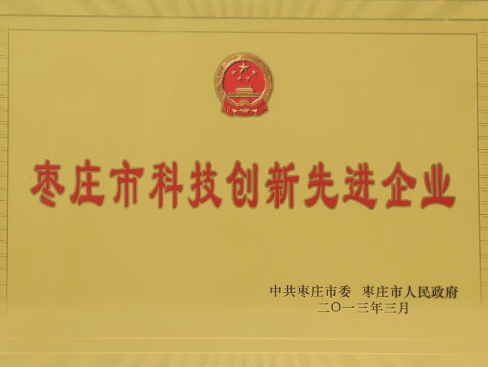 枣庄市科技创新先进企业
中共枣庄市委 枣庄市人民政府
二〇一三年三月